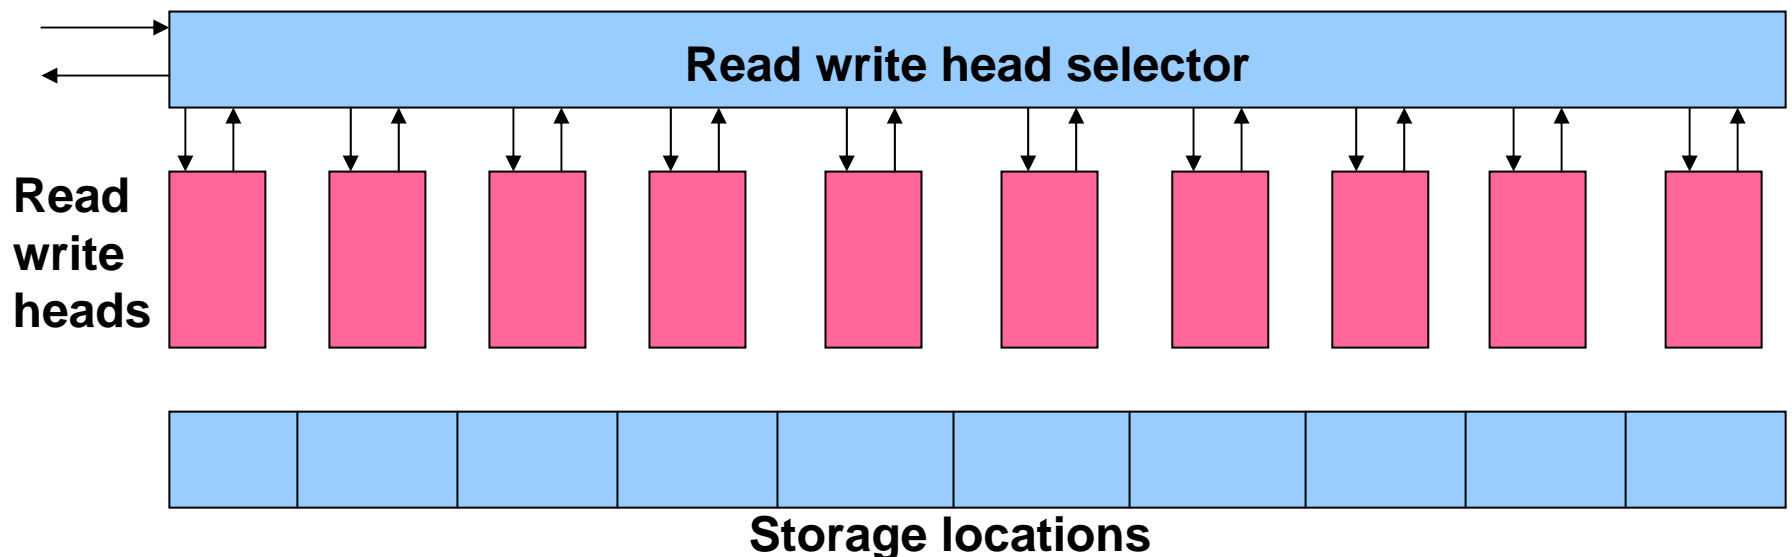 Read write head selector
Read
write
heads
Storage locations